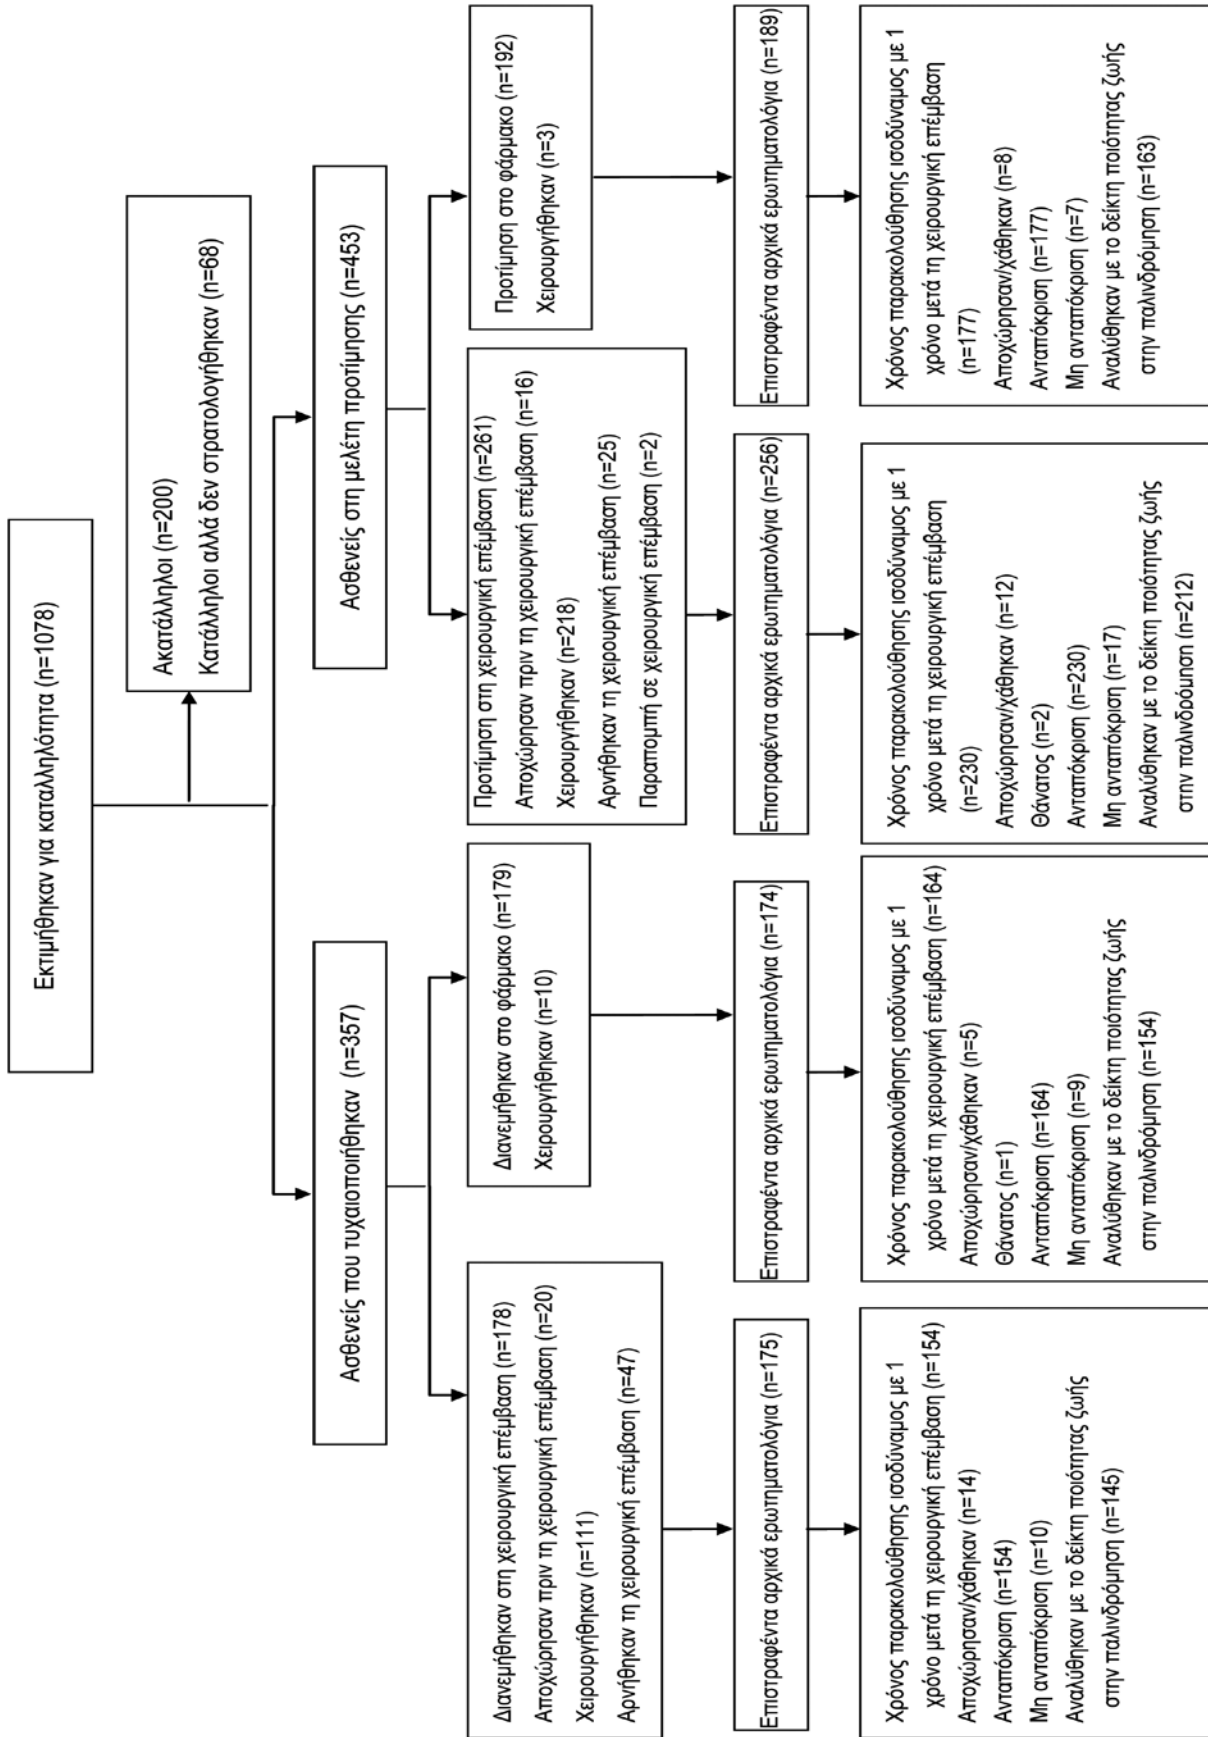 Εκτιμήθηκαν για καταλληλότητα (n=1078)
Ακατάλληλοι (n=200)
Κατάλληλοι αλλά δεν στρατολογήθηκαν (n=68)
Ασθενείς που τυχαιοποιήθηκαν (n=357)
Ασθενείς στη μελέτη προτίμησης (n=453)
Διανεμήθηκαν στη χειρουργική επέμβαση (n=178)
Αποχώρησαν πριν τη χειρουργική επέμβαση (n=20)
Χειρουργήθηκαν (n=111)
Αρνήθηκαν τη χειρουργική επέμβαση (n=47)
Διανεμήθηκαν στο φάρμακο (n=179)
Χειρουργήθηκαν (n=10)
Προτίμηση στη χειρουργική επέμβαση (n=261)
Αποχώρησαν πριν τη χειρουργική επέμβαση (n=16)
Χειρουργήθηκαν (n=218)
Αρνήθηκαν τη χειρουργική επέμβαση (n=25)
Παραπομπή σε χειρουργική επέμβαση (n=2)
Προτίμηση στο φάρμακο (n=192)
Χειρουργήθηκαν (n=3)
Επιστραφέντα αρχικά ερωτηματολόγια (n=175)
Επιστραφέντα αρχικά ερωτηματολόγια (n=174)
Επιστραφέντα αρχικά ερωτηματολόγια (n=256)
Επιστραφέντα αρχικά ερωτηματολόγια (n=189)
Χρόνος παρακολούθησης ισοδύναμος με 1
χρόνο μετά τη χειρουργική επέμβαση (n=154)
Αποχώρησαν/χάθηκαν (n=14)
Ανταπόκριση (n=154)
Μη ανταπόκριση (n=10)
Αναλύθηκαν με το δείκτη ποιότητας ζωής
στην παλινδρόμηση (n=145)
Χρόνος παρακολούθησης ισοδύναμος με 1
χρόνο μετά τη χειρουργική επέμβαση (n=164)
Αποχώρησαν/χάθηκαν (n=5)
Θάνατος (n=1)
Ανταπόκριση (n=164)
Μη ανταπόκριση (n=9)
Αναλύθηκαν με το δείκτη ποιότητας ζωής
στην παλινδρόμηση (n=154)
Χρόνος παρακολούθησης ισοδύναμος με 1
χρόνο μετά τη χειρουργική επέμβαση
(n=230)
Αποχώρησαν/χάθηκαν (n=12)
Θάνατος (n=2)
Ανταπόκριση (n=230)
Μη ανταπόκριση (n=17)
Αναλύθηκαν με το δείκτη ποιότητας ζωής
στην παλινδρόμηση (n=212)
Χρόνος παρακολούθησης ισοδύναμος με 1
χρόνο μετά τη χειρουργική επέμβαση
(n=177)
Αποχώρησαν/χάθηκαν (n=8)
Ανταπόκριση (n=177)
Μη ανταπόκριση (n=7)
Αναλύθηκαν με το δείκτη ποιότητας ζωής
στην παλινδρόμηση (n=163)